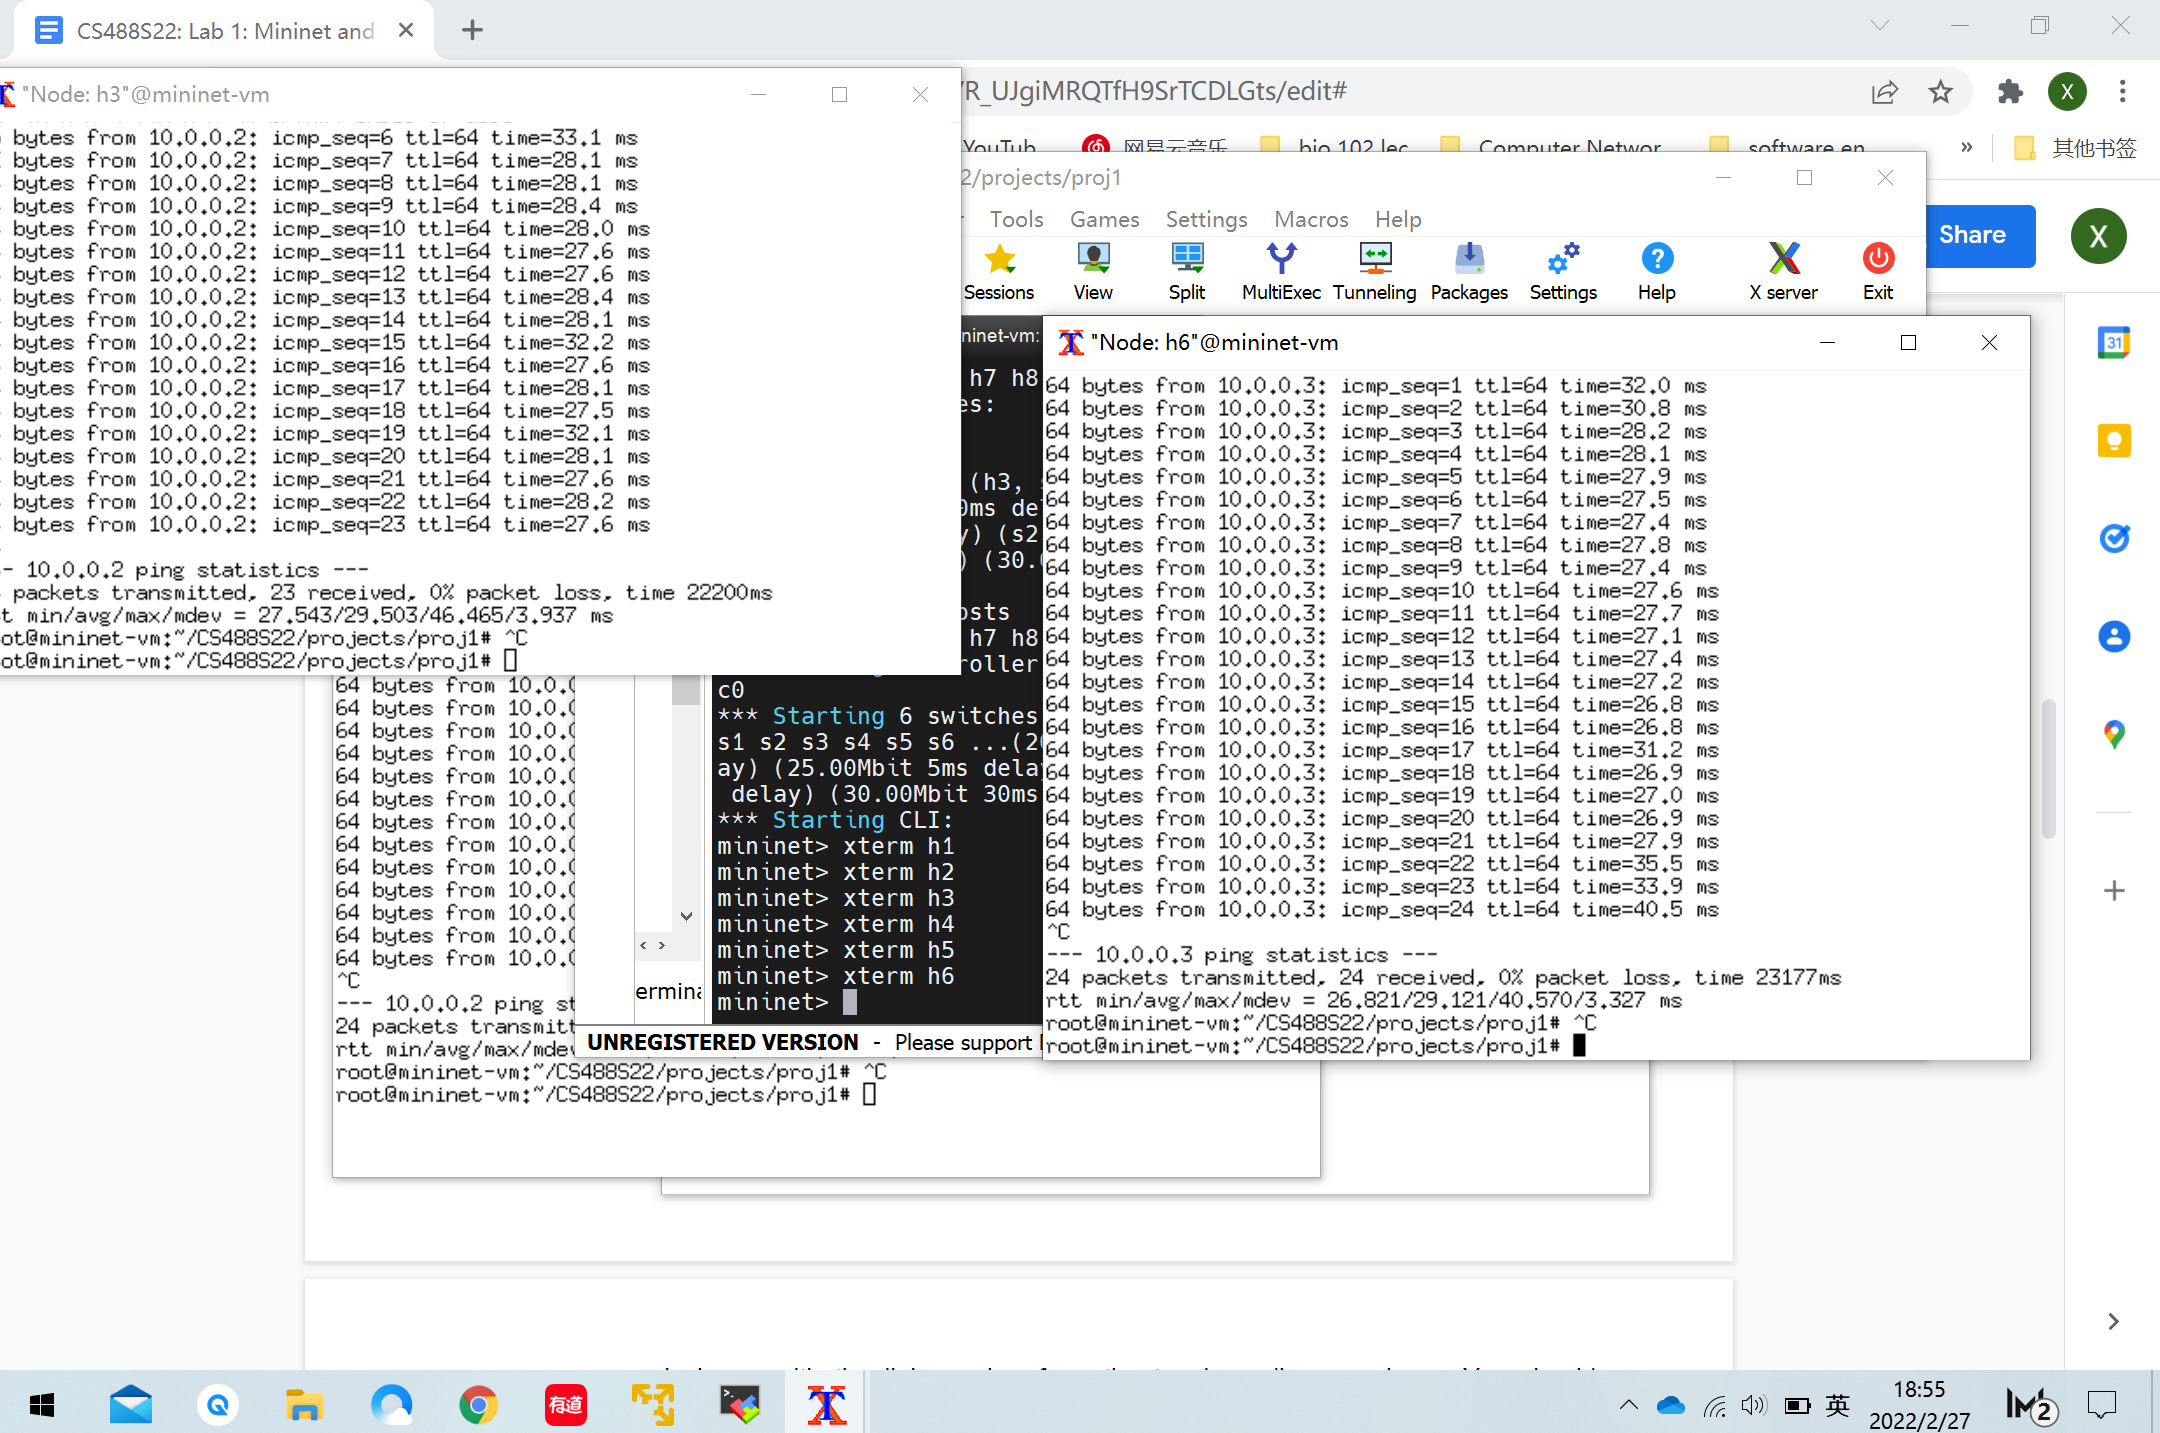 CS488S22: Lab 1: Mininet and
"Node: h3"@mininet-vm
R_UJgiMRQTfH9SrTCDLGts/edit#
X
YouTub
网易云音乐
bio 102 lec
Computer Networ
software en
»
其他书签
bytes from 10.0.0.2: icmp_seq=6 ttl=64 time=33.1 ms
bytes from 10.0.0.2: icmp_seq=7 ttl=64 time=28.1 ms
bytes from 10.0.0.2: icmp_seq=8 ttl=64 time=28.1 ms
bytes from 10.0.0.2: icmp_seq=9 ttl=64 time=28.4 ms
bytes from 10.0.0.2: icmp_seq=10 ttl=64 time=28.0 ms
bytes from 10.0.0.2: icmp_seq=11 ttl=64 time=27.6 ms
bytes from 10.0.0.2: icmp_seq=12 ttl=64 time=27.6 ms
bytes from 10.0.0.2: icmp_seq=13 ttl=64 time=28.4 ms
bytes from 10.0.0.2: icmp_seq=14 ttl=64 time=28.1 ms
bytes from 10.0.0.2: icmp_seq=15 ttl=64 time=32.2 ms
bytes from 10.0.0.2: icmp_seq=16 ttl=64 time=27.6 ms
bytes from 10.0.0.2: icmp_seq=17 ttl=64 time=28.1 ms
bytes from 10.0.0.2: icmp_seq=18 ttl=64 time=27.5 ms
bytes from 10.0.0.2: icmp_seq=19 ttl=64 time=32.1 ms
bytes from 10.0.0.2: icmp_seq=20 ttl=64 time=28.1 ms
bytes from 10.0.0.2: icmp_seq=21 ttl=64 time=27.6 ms
bytes from 10.0.0.2: icmp_seq=22 ttl=64 time=28.2 ms
bytes from 10.0.0.2: icmp_seq=23 ttl=64 time=27.6 ms
- 10.0.0.2 ping statistics ---
packets transmitted, 23 received, 0% packet loss, time 22200ms
t min/avg/max/mdev = 27.543/29.503/46.465/3.937 ms
ot@mininet-vm:~/CS488S22/projects/proj1# ^C
ot@mininet-vm:~/CS488S22/projects/proj1#
2/projects/proj1
Tools Games Settings Macros Help
Sessions View Split MultiExec Tunneling Packages Settings Help X server Exit
Share
X
31
ninet-vm:
h7 h8
es:
(h3,
0ms de
y) (s2
) (30.
osts
h7 h8
roller
c0
*** Starting 6 switches
s1 s2 s3 s4 s5 s6 ...(2
ay) (25.00Mbit 5ms dela
delay) (30.00Mbit 30ms
*** Starting CLI:
mininet> xterm h1
mininet> xterm h2
mininet> xterm h3
mininet> xterm h4
mininet> xterm h5
mininet> xterm h6
mininet>
ermina
UNREGISTERED VERSION - Please support
"Node: h6"@mininet-vm
64 bytes from 10.0.0.3: icmp_seq=1 ttl=64 time=32.0 ms
64 bytes from 10.0.0.3: icmp_seq=2 ttl=64 time=30.8 ms
64 bytes from 10.0.0.3: icmp_seq=3 ttl=64 time=28.2 ms
64 bytes from 10.0.0.3: icmp_seq=4 ttl=64 time=28.1 ms
64 bytes from 10.0.0.3: icmp_seq=5 ttl=64 time=27.9 ms
64 bytes from 10.0.0.3: icmp_seq=6 ttl=64 time=27.5 ms
64 bytes from 10.0.0.3: icmp_seq=7 ttl=64 time=27.4 ms
64 bytes from 10.0.0.3: icmp_seq=8 ttl=64 time=27.8 ms
64 bytes from 10.0.0.3: icmp_seq=9 ttl=64 time=27.4 ms
64 bytes from 10.0.0.3: icmp_seq=10 ttl=64 time=27.6 ms
64 bytes from 10.0.0.3: icmp_seq=11 ttl=64 time=27.7 ms
64 bytes from 10.0.0.3: icmp_seq=12 ttl=64 time=27.1 ms
64 bytes from 10.0.0.3: icmp_seq=13 ttl=64 time=27.4 ms
64 bytes from 10.0.0.3: icmp_seq=14 ttl=64 time=27.2 ms
64 bytes from 10.0.0.3: icmp_seq=15 ttl=64 time=26.8 ms
64 bytes from 10.0.0.3: icmp_seq=16 ttl=64 time=26.8 ms
64 bytes from 10.0.0.3: icmp_seq=17 ttl=64 time=31.2 ms
64 bytes from 10.0.0.3: icmp_seq=18 ttl=64 time=26.9 ms
64 bytes from 10.0.0.3: icmp_seq=19 ttl=64 time=27.0 ms
64 bytes from 10.0.0.3: icmp_seq=20 ttl=64 time=26.9 ms
64 bytes from 10.0.0.3: icmp_seq=21 ttl=64 time=27.9 ms
64 bytes from 10.0.0.3: icmp_seq=22 ttl=64 time=35.5 ms
64 bytes from 10.0.0.3: icmp_seq=23 ttl=64 time=33.9 ms
64 bytes from 10.0.0.3: icmp_seq=24 ttl=64 time=40.5 ms
^C
--- 10.0.0.3 ping statistics ---
24 packets transmitted, 24 received, 0% packet loss, time 23177ms
rtt min/avg/max/mdev = 26.821/29.121/40.570/3.327 ms
root@mininet-vm:~/CS488S22/projects/proj1# ^C
root@mininet-vm:~/CS488S22/projects/proj1#
64 bytes from 10.0.0
64 bytes from 10.0.0
64 bytes from 10.0.0
64 bytes from 10.0.0
64 bytes from 10.0.0
64 bytes from 10.0.0
64 bytes from 10.0.0
64 bytes from 10.0.0
64 bytes from 10.0.0
64 bytes from 10.0.0
64 bytes from 10.0.0
64 bytes from 10.0.0
64 bytes from 10.0.0
^C
--- 10.0.0.2 ping st
24 packets transmitt
rtt min/avg/max/mdev
root@mininet-vm:~/CS488S22/projects/proj1# ^C
root@mininet-vm:~/CS488S22/projects/proj1#
有道
英
18:55
2022/2/27
2